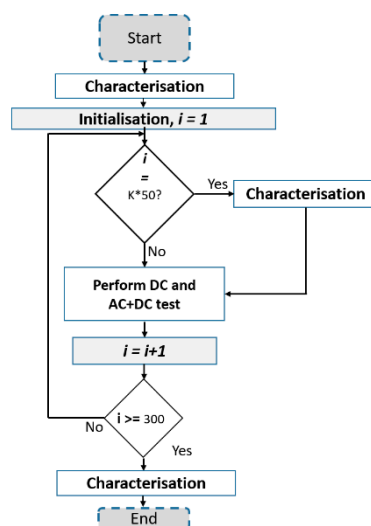 Start
Characterisation
Initialisation, i = 1
i
=
K*50?
Yes
Characterisation
No
Perform DC and
AC+DC test
i = i+1
i >= 300
No
Yes
Characterisation
End